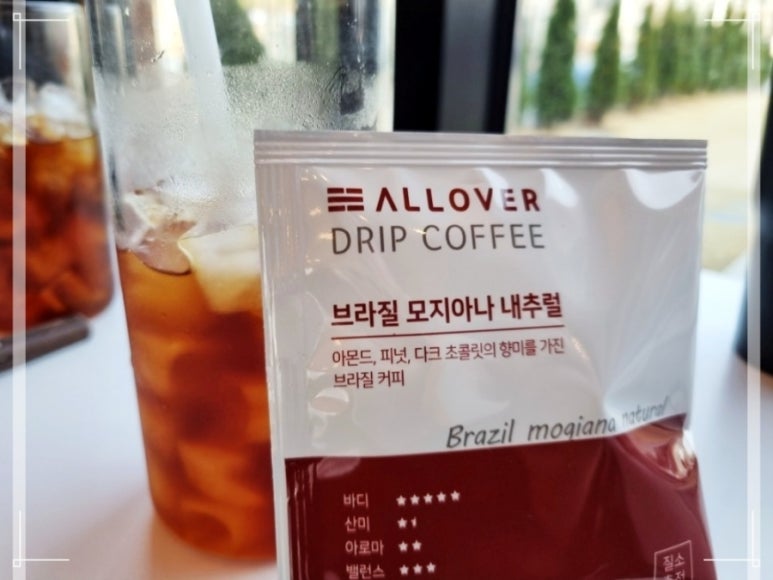 ALLOVER
DRIP COFFEE
브라질 모지아나 내추럴
아몬드, 피넛, 다크 초콜릿의 향미를 가진
브라질 커피
Brazil mogiana natural
바디 ★★★★★
산미 ★⯨
아로마 ★★
밸런스 ★★★
질소